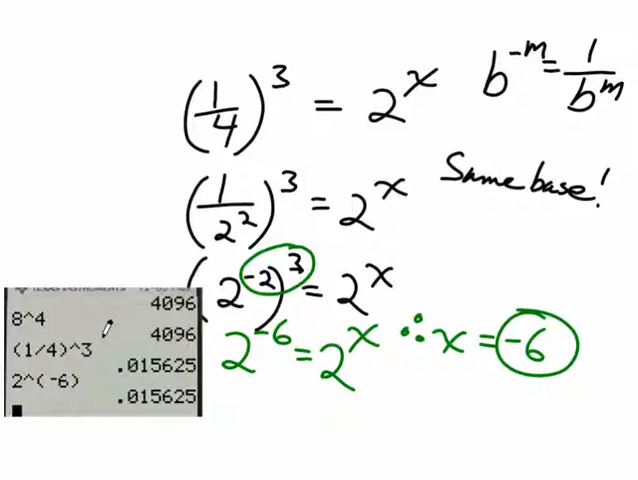 (1/4)^3 = 2^x
b^-m = 1/b^m
(1/2^2)^3 = 2^x
Same base!
(2^-2)^3 = 2^x
2^-6 = 2^x ∴ x = -6
4096
8^4
4096
(1/4)^3
.015625
2^(-6)
.015625